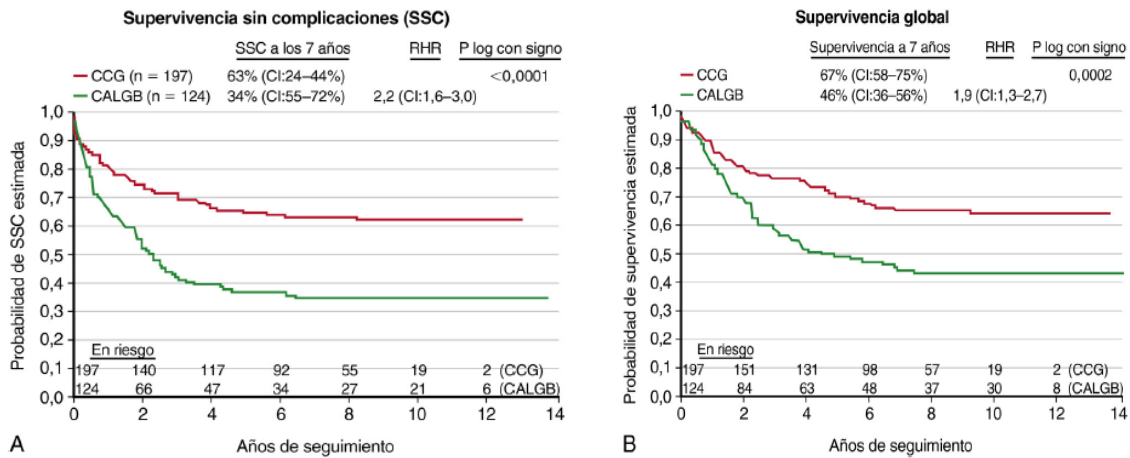 Supervivencia sin complicaciones (SSC)
SSC a los 7 años RHR P log con signo
CCG (n = 197) 63% (CI:24–44%) <0,0001
CALGB (n = 124) 34% (CI:55–72%) 2,2 (CI:1,6–3,0)
Probabilidad de SSC estimada
1,0
0,9
0,8
0,7
0,6
0,5
0,4
0,3
0,2
0,1
0,0
En riesgo
197 140 117 92 55 19 2 (CCG)
124 66 47 34 27 21 6 (CALGB)
0 2 4 6 8 10 12 14
Años de seguimiento
A
Supervivencia global
Supervivencia a 7 años RHR P log con signo
CCG 67% (CI:58–75%) 0,0002
CALGB 46% (CI:36–56%) 1,9 (CI:1,3–2,7)
Probabilidad de supervivencia estimada
1,0
0,9
0,8
0,7
0,6
0,5
0,4
0,3
0,2
0,1
0,0
En riesgo
197 151 131 98 57 19 2 (CCG)
124 84 63 48 37 30 8 (CALGB)
0 2 4 6 8 10 12 14
Años de seguimiento
B